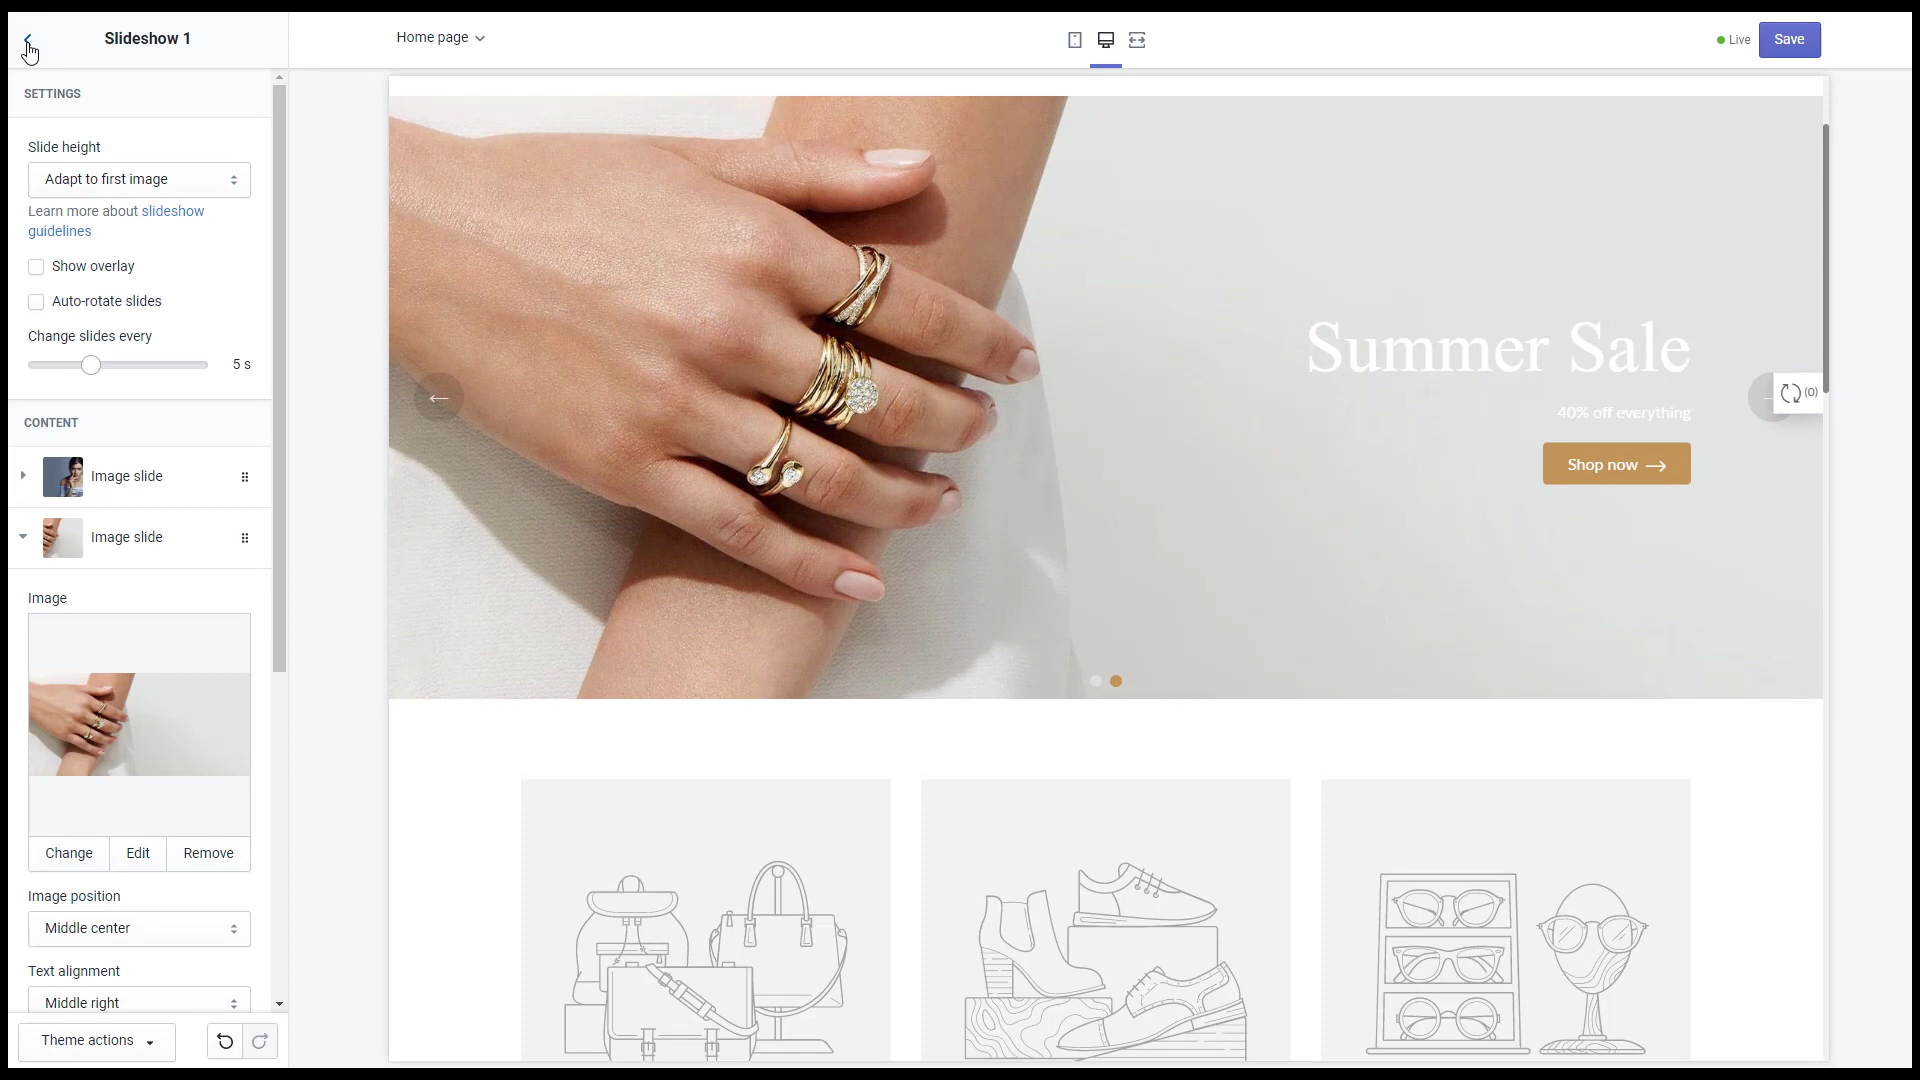 Slideshow 1
Home page
Live
Save
SETTINGS
Slide height
Adapt to first image
Learn more about slideshow
guidelines
Show overlay
Auto-rotate slides
Change slides every
5 s
CONTENT
Image slide
Image slide
Image
Change Edit Remove
Image position
Middle center
Text alignment
Middle right
Theme actions
Summer Sale
(0)
40% off everything
Shop now